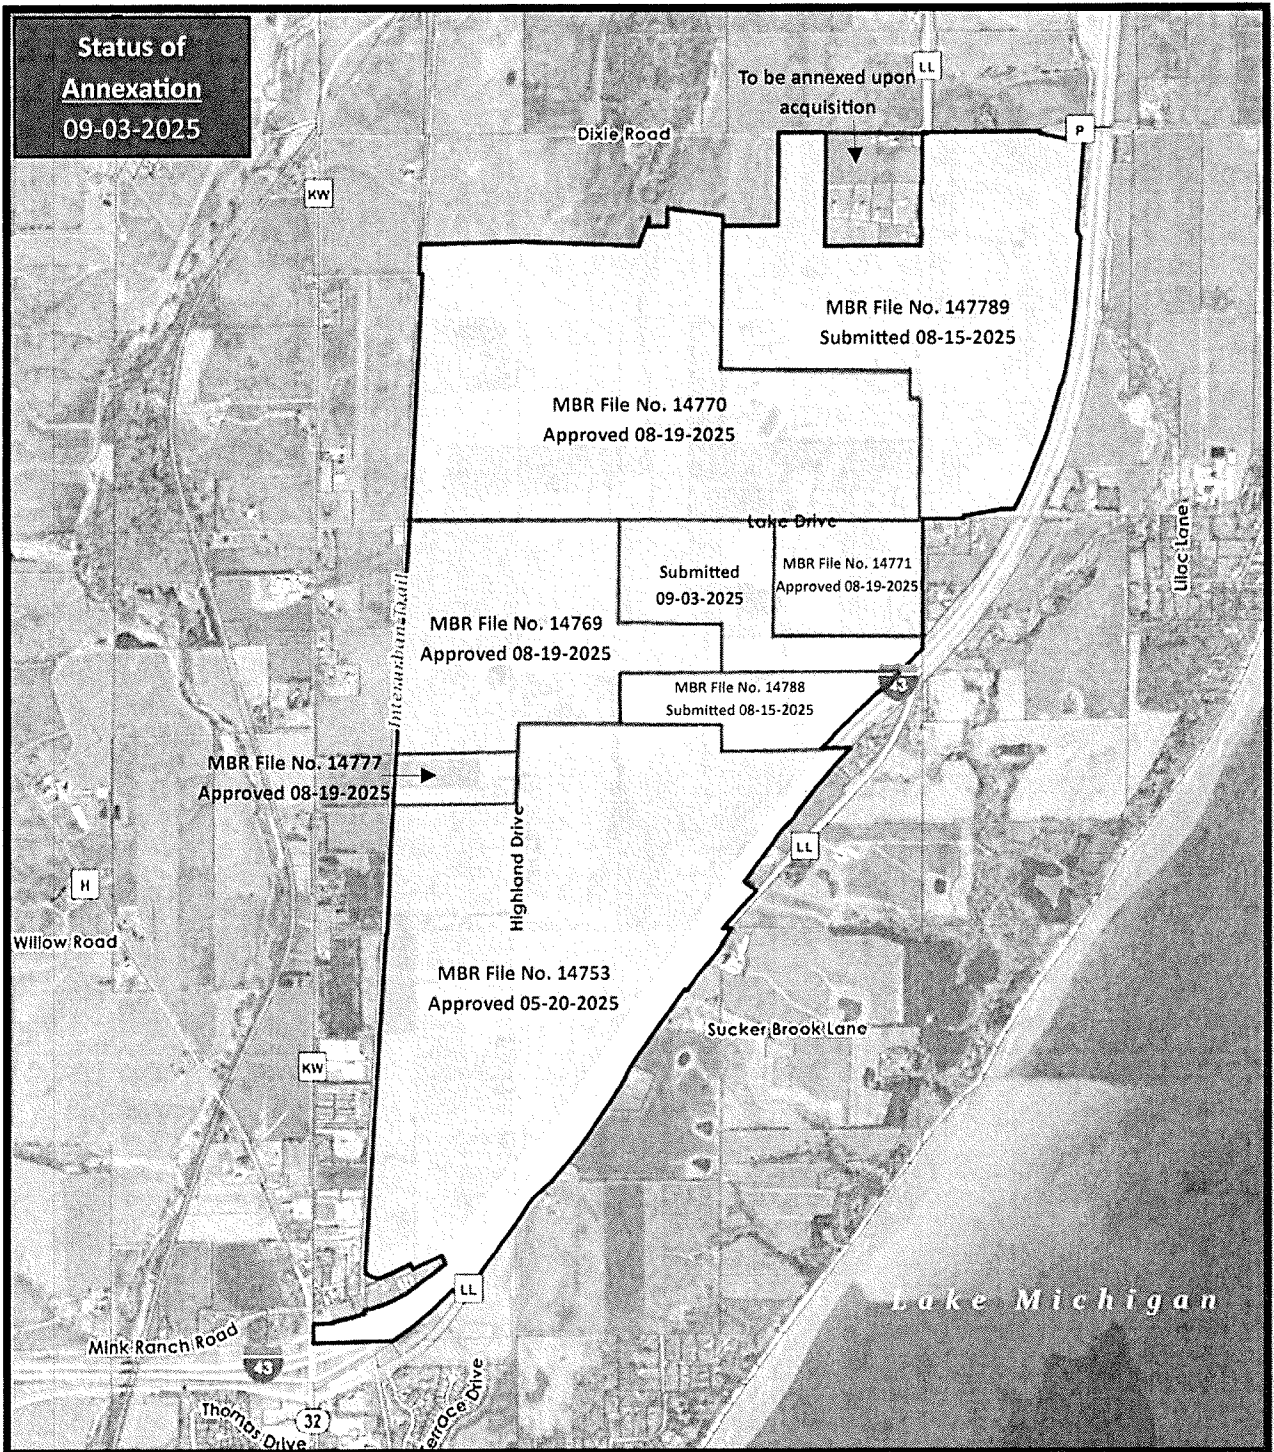 Status of
Annexation
09-03-2025
LL
To be annexed upon
acquisition
P
Dixie Road
KW
MBR File No. 147789
Submitted 08-15-2025
MBR File No. 14770
Approved 08-19-2025
Lilac Lane
Lake Drive
MBR File No. 14771
Approved 08-19-2025
Submitted
09-03-2025
Interurban Trail
MBR File No. 14769
Approved 08-19-2025
43
MBR File No. 14788
Submitted 08-15-2025
MBR File No. 14777
Approved 08-19-2025
Highland Drive
LL
H
Willow Road
MBR File No. 14753
Approved 05-20-2025
Sucker Brook Lane
KW
LL
Lake Michigan
Mink Ranch Road
43
Thomas Drive
32
errace Drive